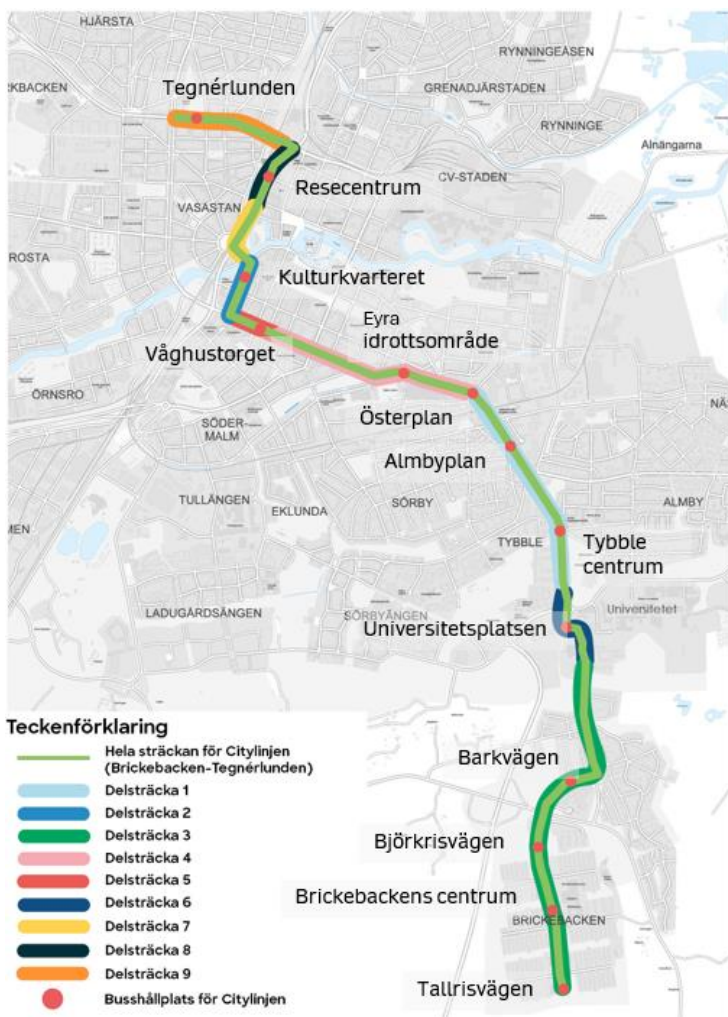 HJÄRSTA
RYNNINGEÅSEN
RKBACKEN
Tegnérlunden
GRENADJÄRSTADEN
RYNNINGE
Alnängarna
CV-STADEN
Resecentrum
VASASTAN
ROSTA
Kulturkvarteret
Eyra
idrottsområde
Våghustorget
ÖRNSRO
Österplan
NÄ
SÖDER-
MALM
Almbyplan
TULLÄNGEN
SÖRBY
ALMBY
EKLUNDA
MEN
TYBBLE
Tybble
centrum
LADUGÅRDSÄNGEN
SÖRBYÄNGEN
Universitetet
Universitetsplatsen
Teckenförklaring
Hela sträckan för Citylinjen
(Brickebacken-Tegnérlunden)
Delsträcka 1
Delsträcka 2
Delsträcka 3
Delsträcka 4
Delsträcka 5
Delsträcka 6
Delsträcka 7
Delsträcka 8
Delsträcka 9
Busshållplats för Citylinjen
Barkvägen
Björkrisvägen
Brickebackens centrum
BRICKEBACKEN
Tallrisvägen